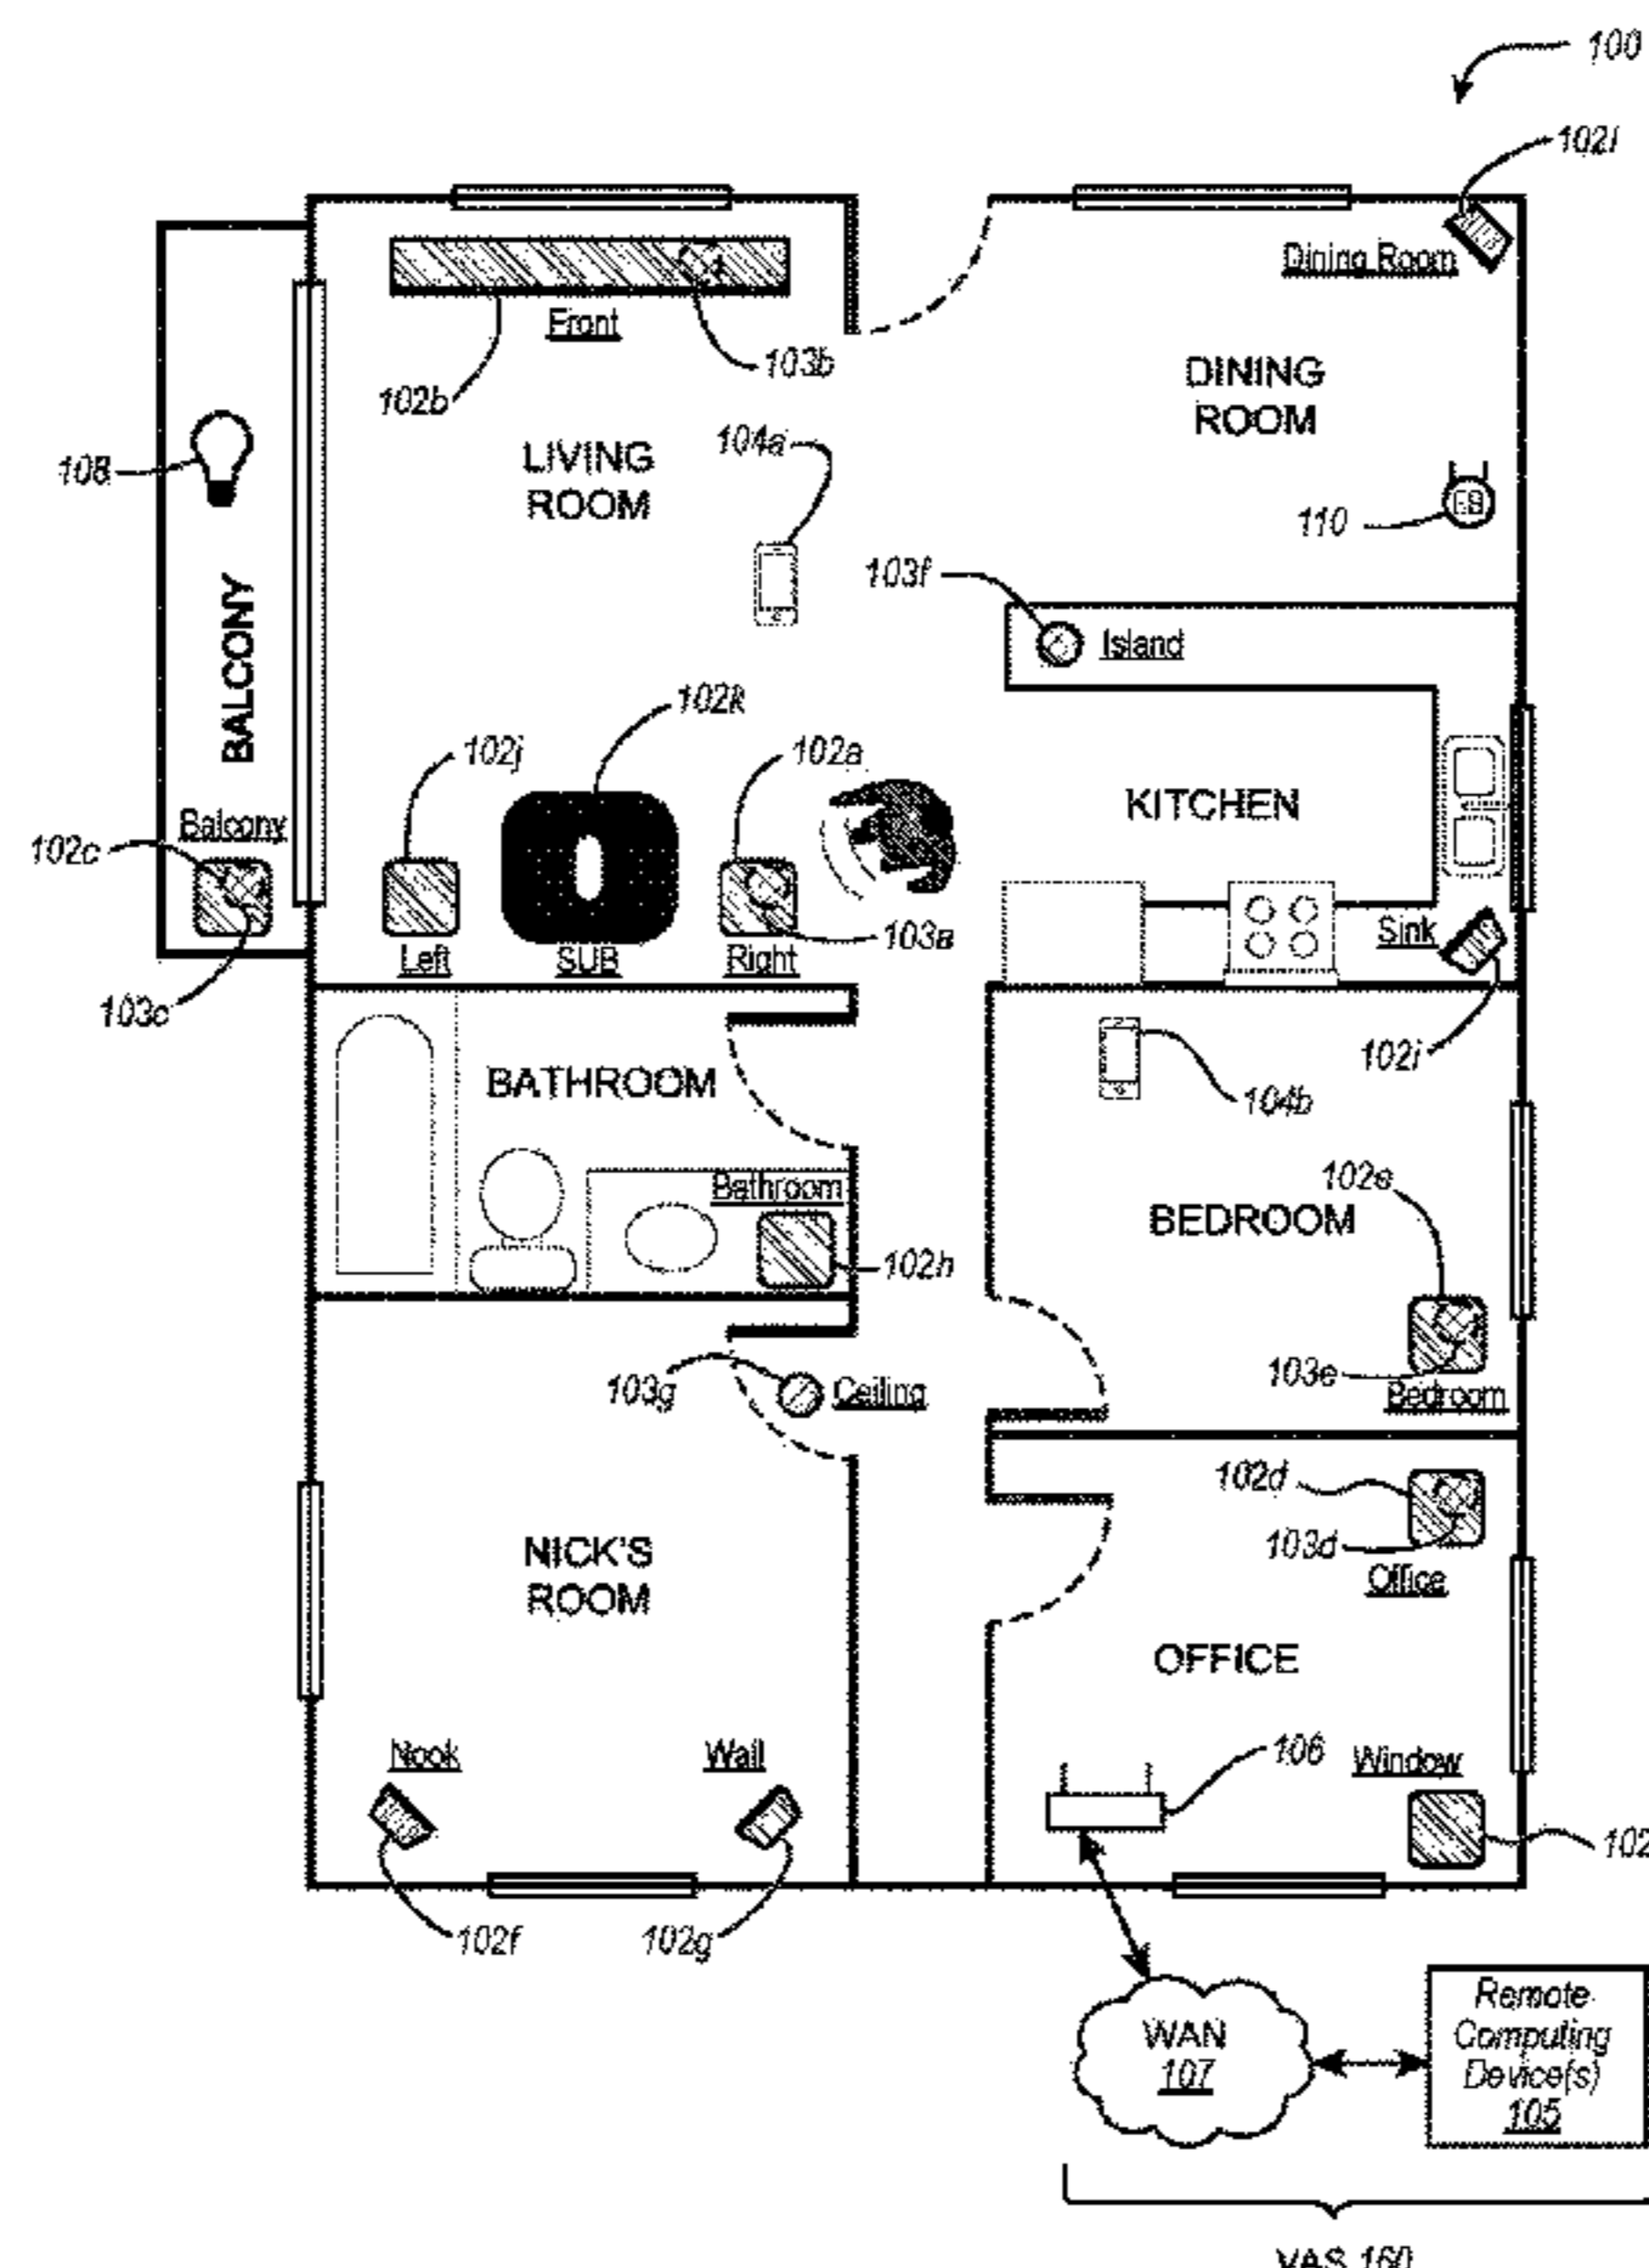 100
102l
Dining Room
Front
103b
102b
DINING
ROOM
104a
LIVING
ROOM
108
110
103f
Island
BALCONY
102k
102j
102a
KITCHEN
Balcony
102c
Sink
103a
Left
SUB
Right
103c
102i
BATHROOM
104b
Bathroom
102e
BEDROOM
102h
103e
103g
Ceiling
Bedroom
102d
103d
NICK'S
ROOM
Office
OFFICE
Nook
Wall
106
Window
102
102f
102g
Remote
WAN
Computing
107
Device(s)
105
VAS 160